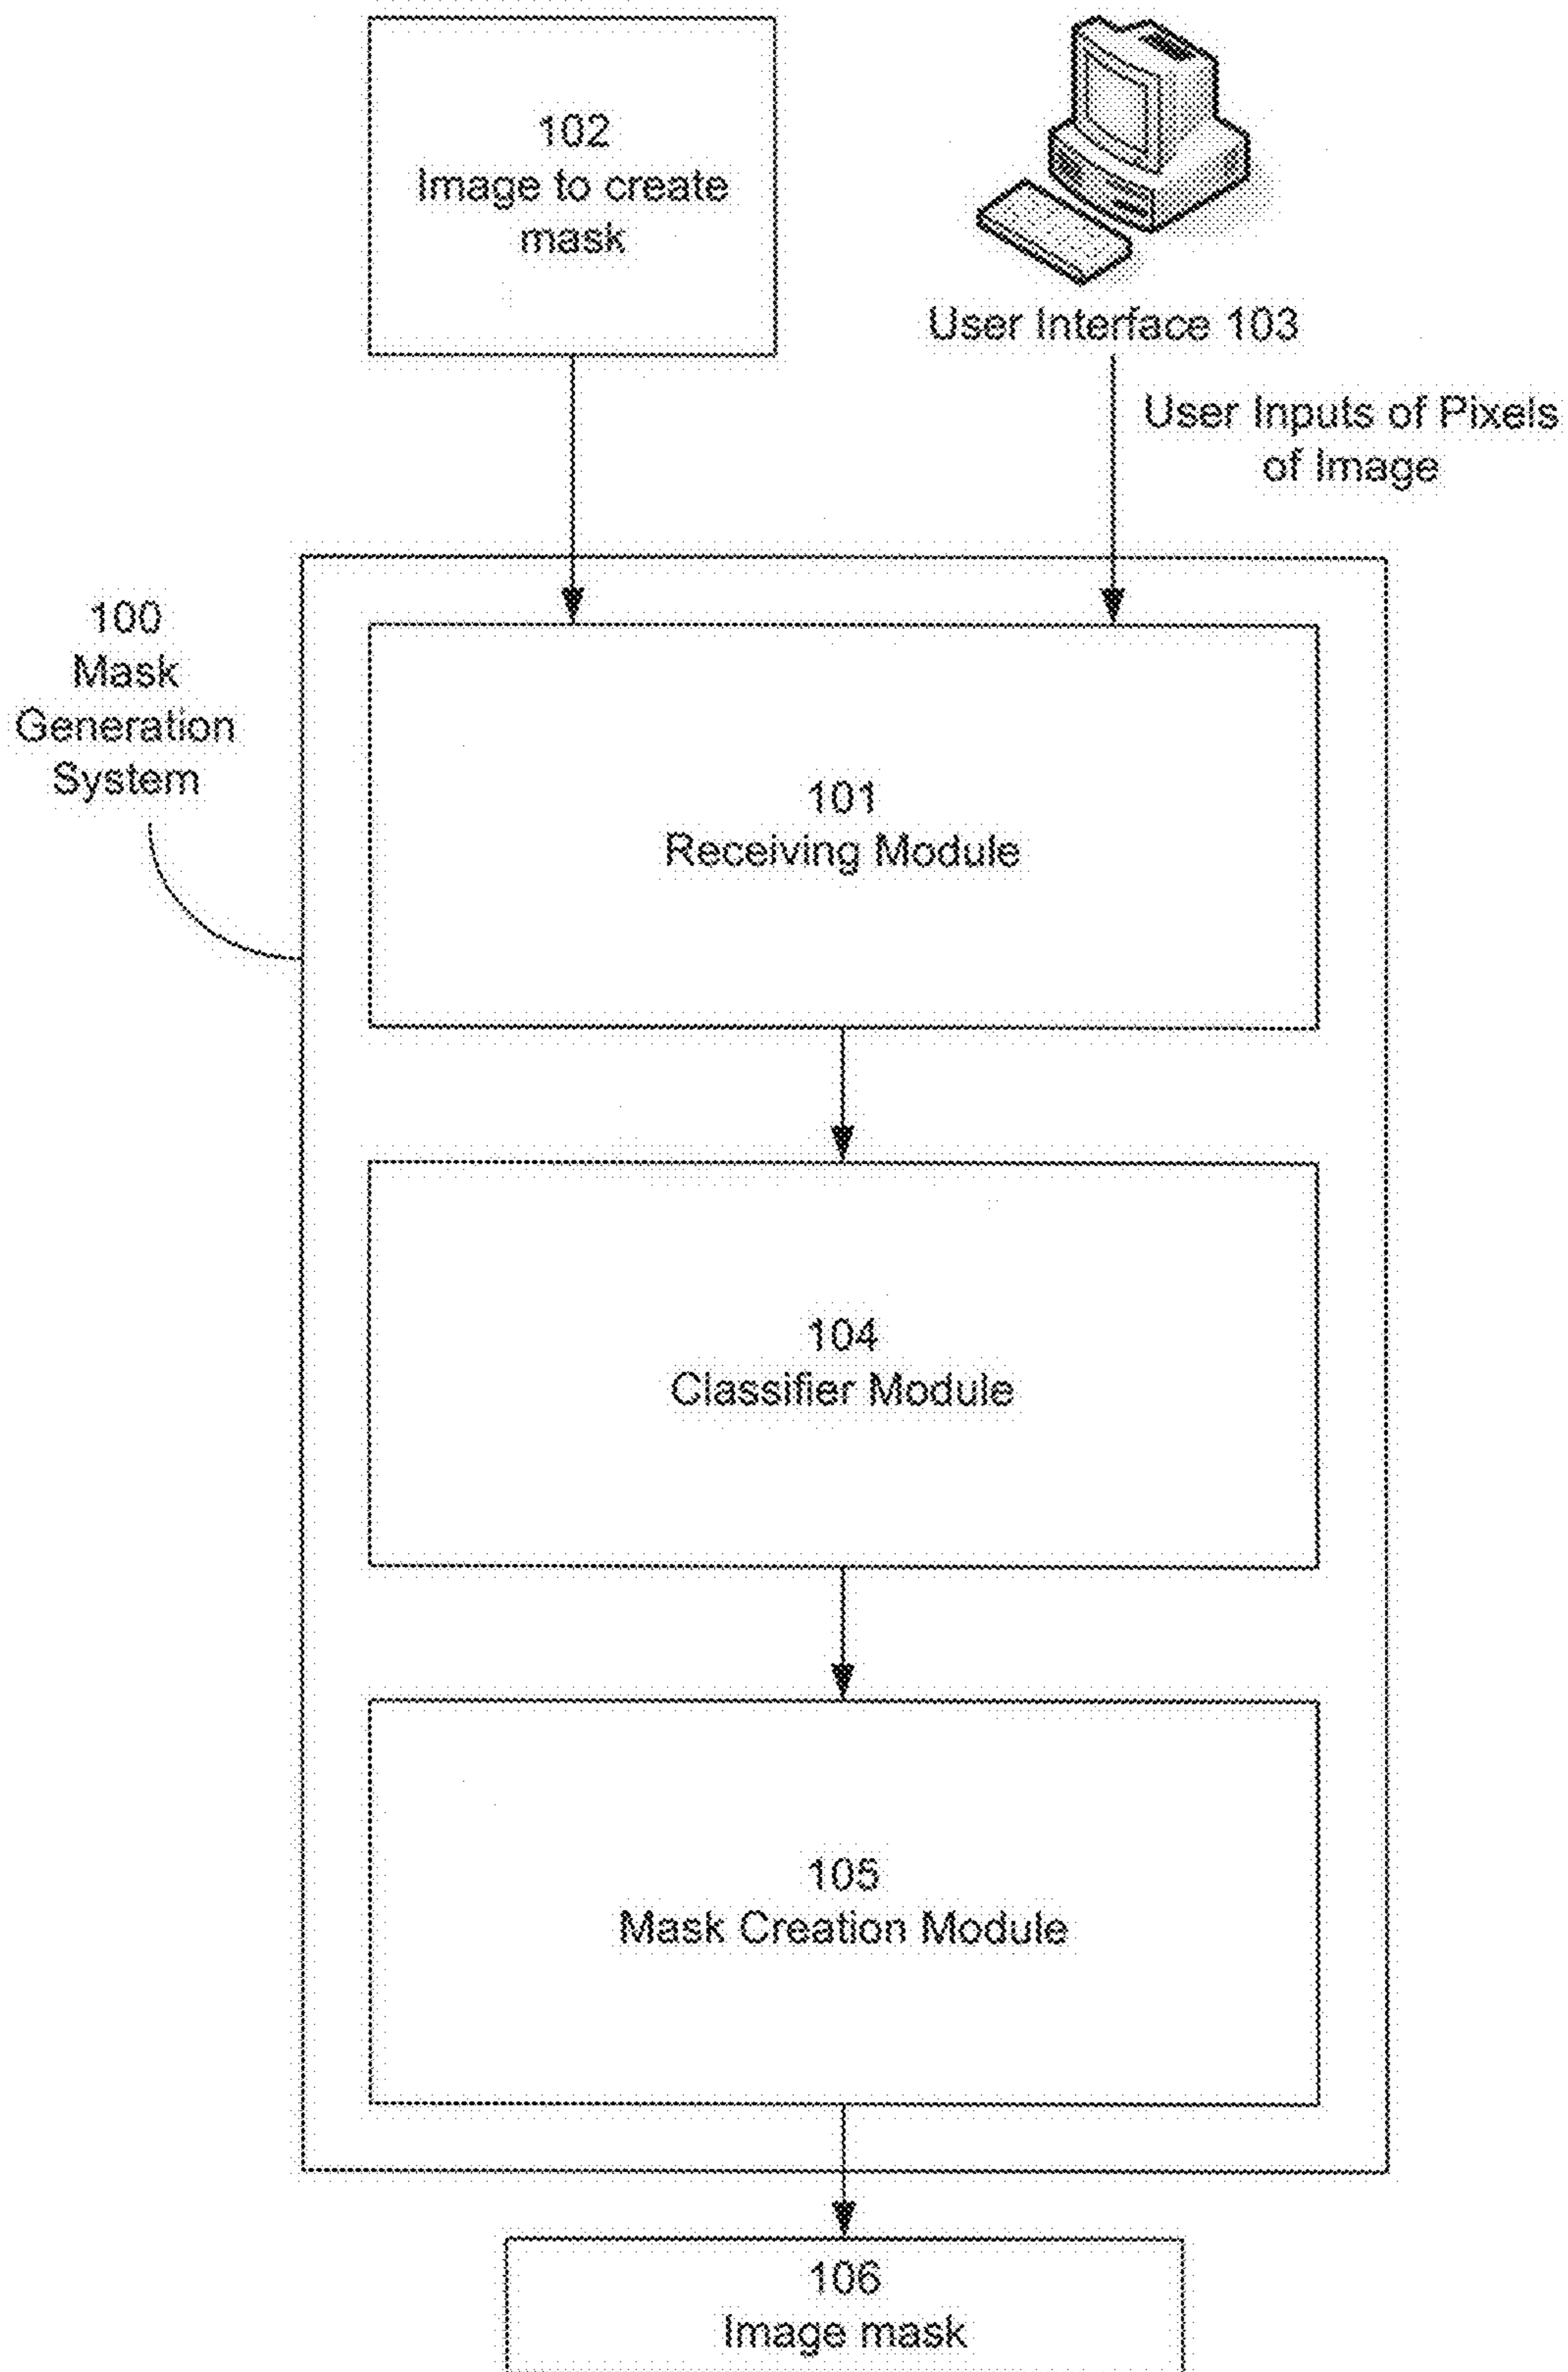 102
Image to create
mask
User Interface 103
User Inputs of Pixels
of Image
100
Mask
Generation
System
101
Receiving Module
104
Classifier Module
105
Mask Creation Module
106
Image mask